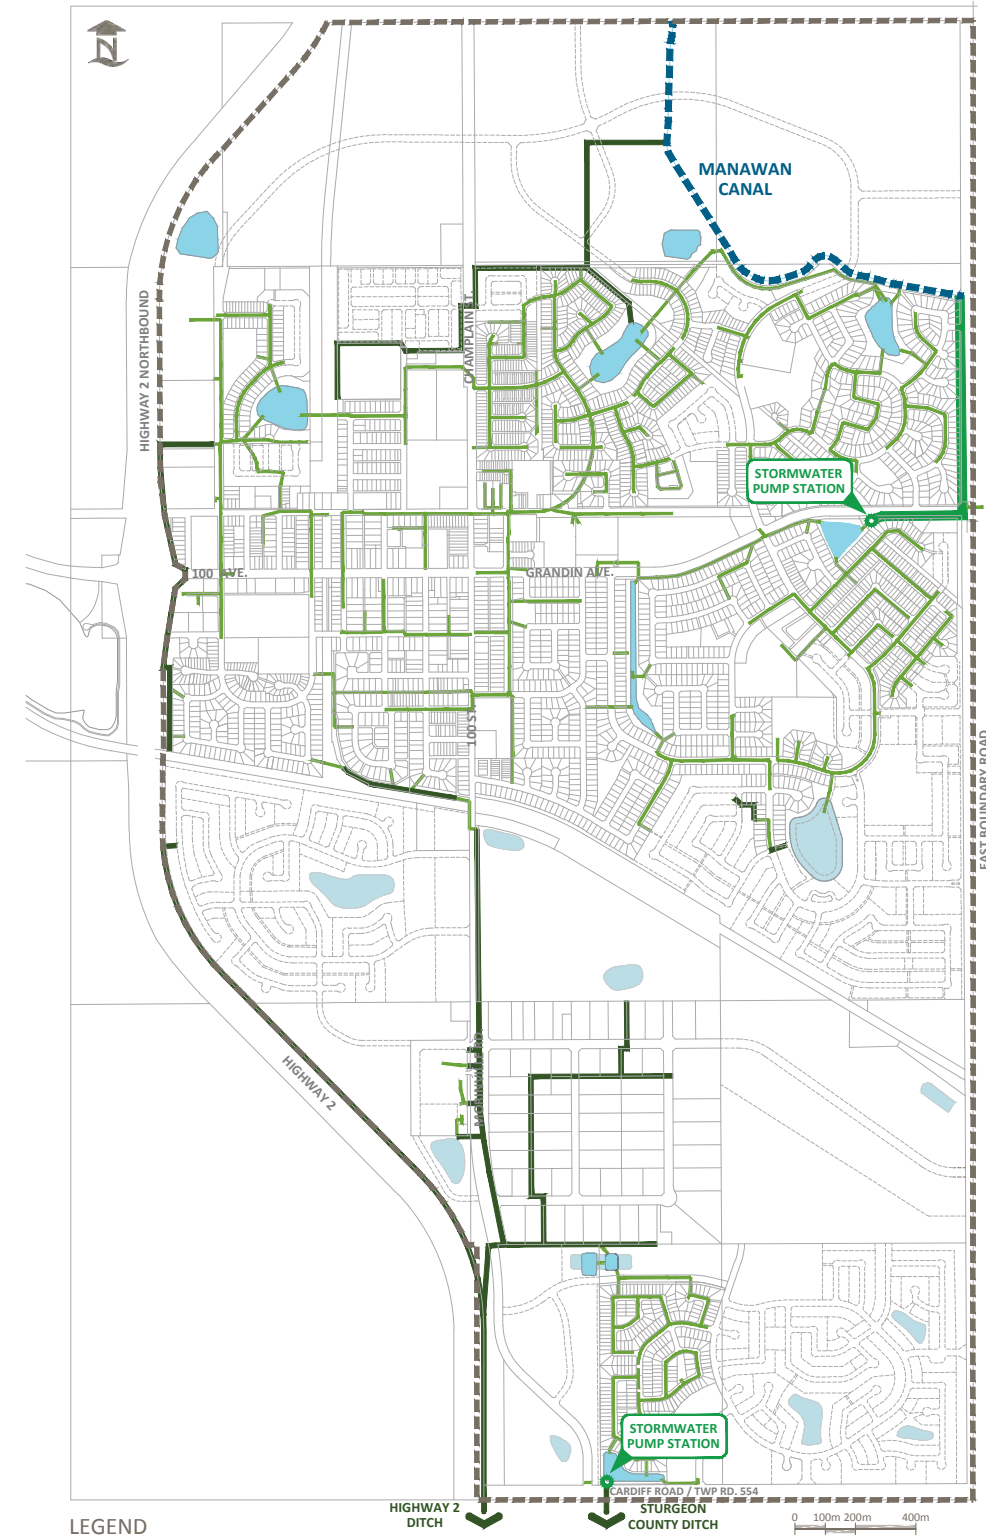 N
MANAWAN
CANAL
HIGHWAY 2 NORTHBOUND
CHAMPLAIN ST.
STORMWATER
PUMP STATION
100 AVE.
GRANDIN AVE.
100 ST.
EAST BOUNDARY ROAD
HIGHWAY 2
STORMWATER
PUMP STATION
CARDIFF ROAD / TWP RD. 554
HIGHWAY 2
DITCH
STURGEON
COUNTY DITCH
LEGEND
0 100m 200m 400m